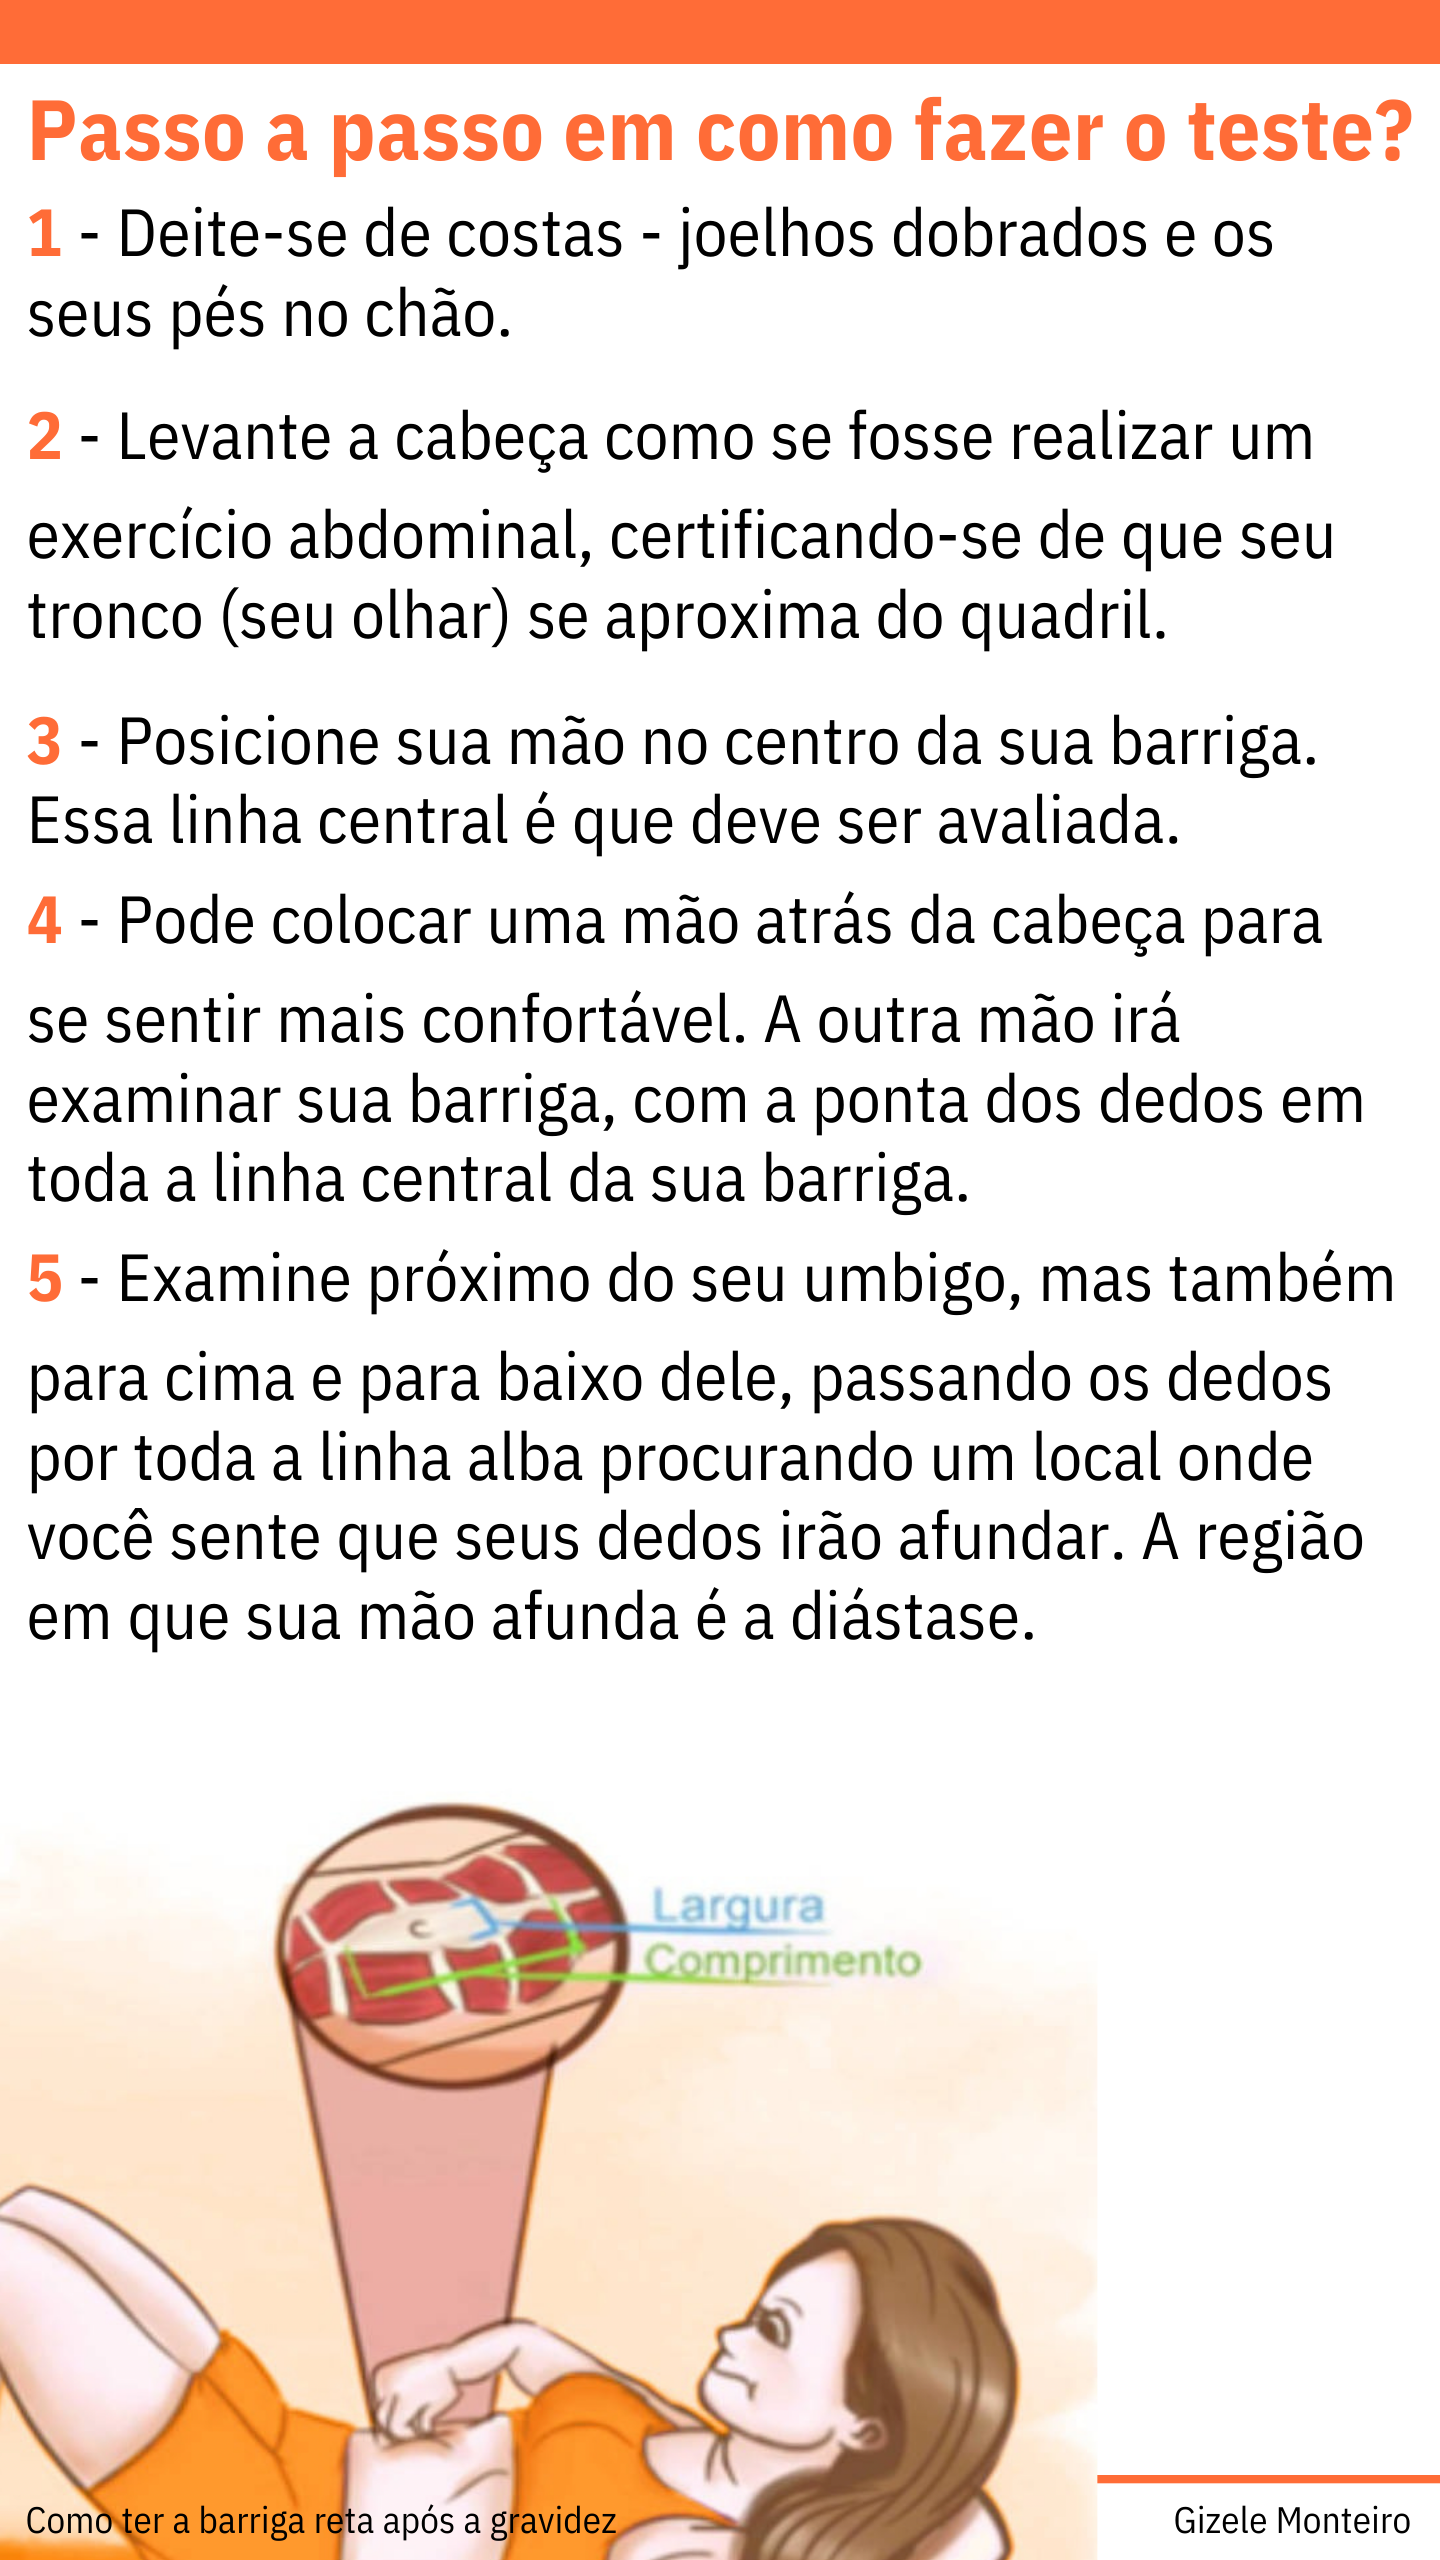 Passo a passo em como fazer o teste?
1 - Deite-se de costas - joelhos dobrados e os
seus pés no chão.
2 - Levante a cabeça como se fosse realizar um
exercício abdominal, certificando-se de que seu
tronco (seu olhar) se aproxima do quadril.
3 - Posicione sua mão no centro da sua barriga.
Essa linha central é que deve ser avaliada.
4 - Pode colocar uma mão atrás da cabeça para
se sentir mais confortável. A outra mão irá
examinar sua barriga, com a ponta dos dedos em
toda a linha central da sua barriga.
5 - Examine próximo do seu umbigo, mas também
para cima e para baixo dele, passando os dedos
por toda a linha alba procurando um local onde
você sente que seus dedos irão afundar. A região
em que sua mão afunda é a diástase.
Largura
Comprimento
Como ter a barriga reta após a gravidez
Gizele Monteiro